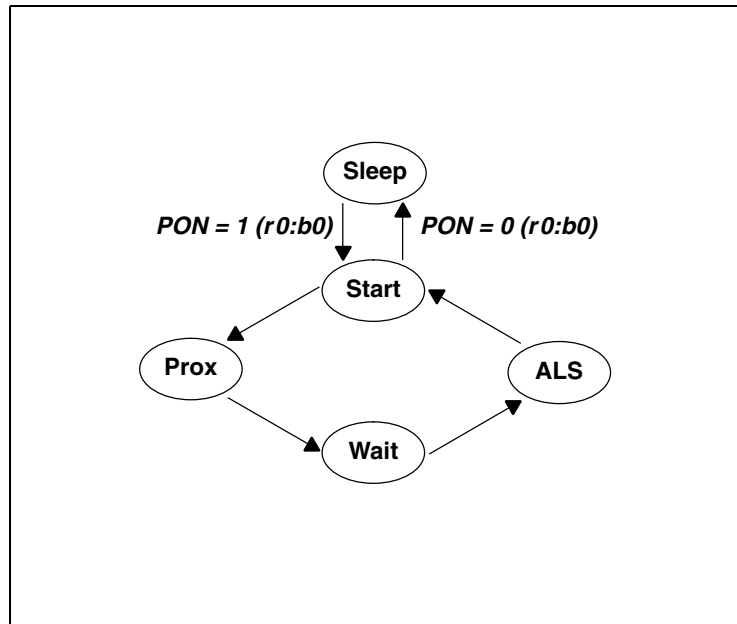 Sleep
PON = 1 (r0:b0)
PON = 0 (r0:b0)
Start
Prox
ALS
Wait